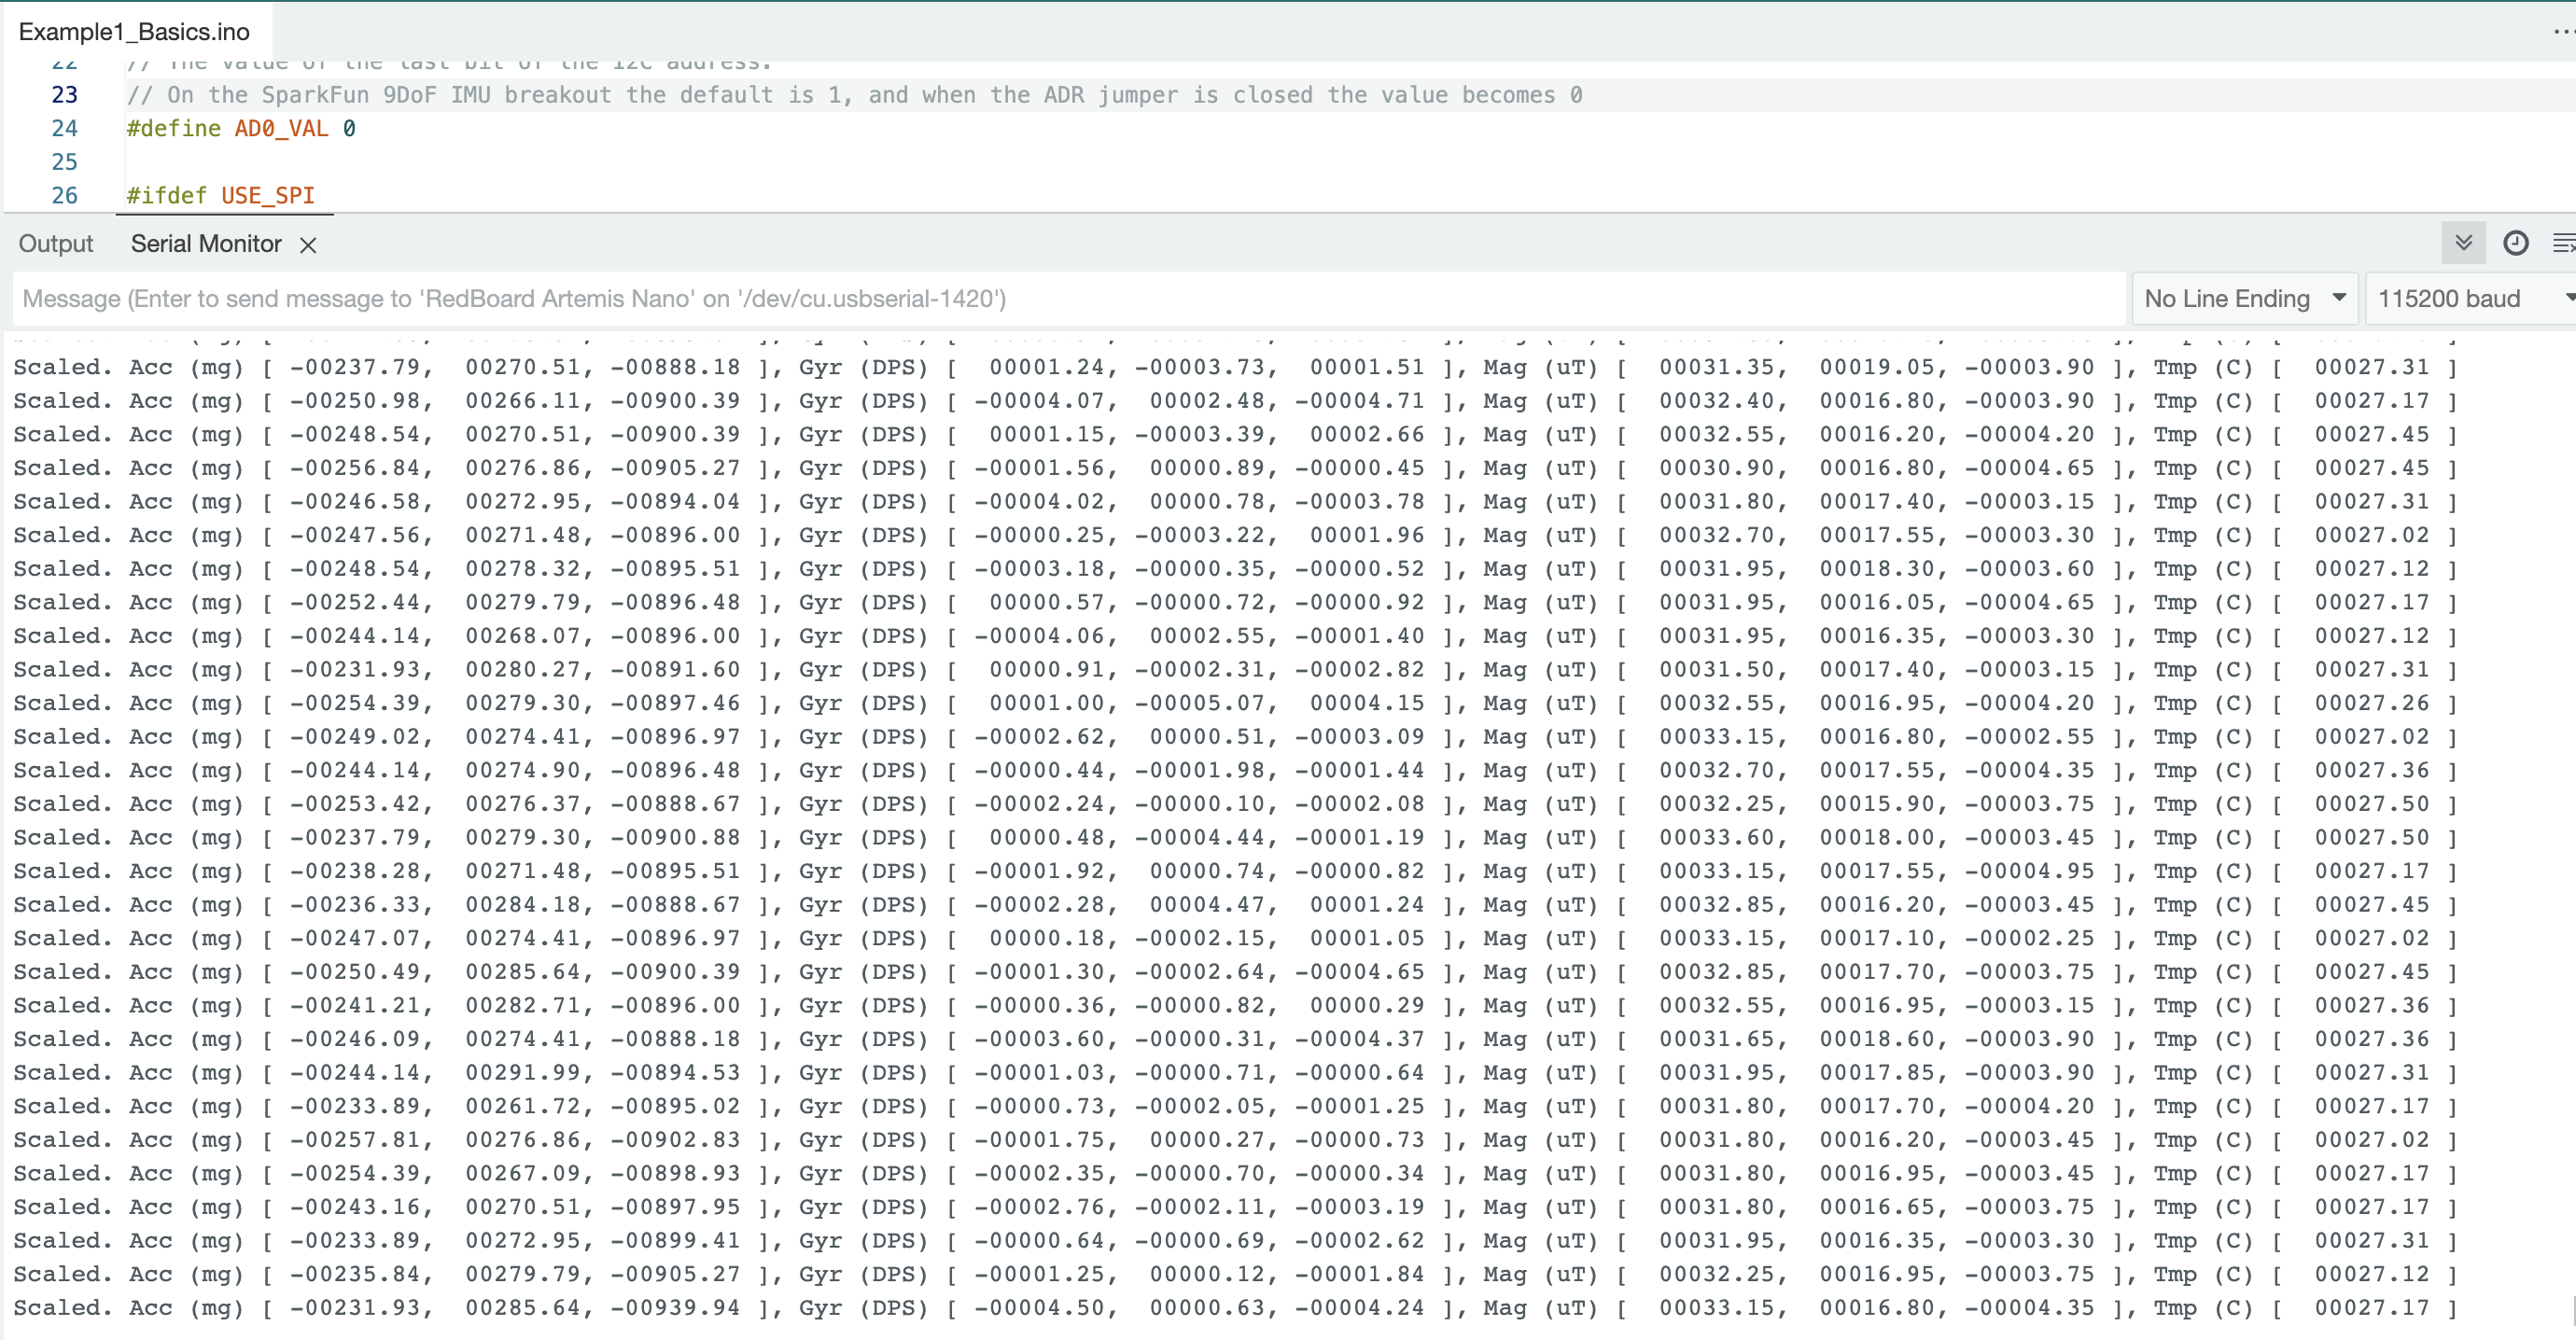 Example1_Basics.ino
22 // The value of the last bit of the I2C address.
23 // On the SparkFun 9DoF IMU breakout the default is 1, and when the ADR jumper is closed the value becomes 0
24 #define AD0_VAL 0
25
26 #ifdef USE_SPI
Output Serial Monitor
Message (Enter to send message to 'RedBoard Artemis Nano' on '/dev/cu.usbserial-1420') No Line Ending 115200 baud
Scaled. Acc (mg) [ -00237.79,  00270.51, -00888.18 ], Gyr (DPS) [  00001.24, -00003.73,  00001.51 ], Mag (uT) [  00031.35,  00019.05, -00003.90 ], Tmp (C) [  00027.31 ]
Scaled. Acc (mg) [ -00250.98,  00266.11, -00900.39 ], Gyr (DPS) [ -00004.07,  00002.48, -00004.71 ], Mag (uT) [  00032.40,  00016.80, -00003.90 ], Tmp (C) [  00027.17 ]
Scaled. Acc (mg) [ -00248.54,  00270.51, -00900.39 ], Gyr (DPS) [  00001.15, -00003.39,  00002.66 ], Mag (uT) [  00032.55,  00016.20, -00004.20 ], Tmp (C) [  00027.45 ]
Scaled. Acc (mg) [ -00256.84,  00276.86, -00905.27 ], Gyr (DPS) [ -00001.56,  00000.89, -00000.45 ], Mag (uT) [  00030.90,  00016.80, -00004.65 ], Tmp (C) [  00027.45 ]
Scaled. Acc (mg) [ -00246.58,  00272.95, -00894.04 ], Gyr (DPS) [ -00004.02,  00000.78, -00003.78 ], Mag (uT) [  00031.80,  00017.40, -00003.15 ], Tmp (C) [  00027.31 ]
Scaled. Acc (mg) [ -00247.56,  00271.48, -00896.00 ], Gyr (DPS) [ -00000.25, -00003.22,  00001.96 ], Mag (uT) [  00032.70,  00017.55, -00003.30 ], Tmp (C) [  00027.02 ]
Scaled. Acc (mg) [ -00248.54,  00278.32, -00895.51 ], Gyr (DPS) [ -00003.18, -00000.35, -00000.52 ], Mag (uT) [  00031.95,  00018.30, -00003.60 ], Tmp (C) [  00027.12 ]
Scaled. Acc (mg) [ -00252.44,  00279.79, -00896.48 ], Gyr (DPS) [  00000.57, -00000.72, -00000.92 ], Mag (uT) [  00031.95,  00016.05, -00004.65 ], Tmp (C) [  00027.17 ]
Scaled. Acc (mg) [ -00244.14,  00268.07, -00896.00 ], Gyr (DPS) [ -00004.06,  00002.55, -00001.40 ], Mag (uT) [  00031.95,  00016.35, -00003.30 ], Tmp (C) [  00027.12 ]
Scaled. Acc (mg) [ -00231.93,  00280.27, -00891.60 ], Gyr (DPS) [  00000.91, -00002.31, -00002.82 ], Mag (uT) [  00031.50,  00017.40, -00003.15 ], Tmp (C) [  00027.31 ]
Scaled. Acc (mg) [ -00254.39,  00279.30, -00897.46 ], Gyr (DPS) [  00001.00, -00005.07,  00004.15 ], Mag (uT) [  00032.55,  00016.95, -00004.20 ], Tmp (C) [  00027.26 ]
Scaled. Acc (mg) [ -00249.02,  00274.41, -00896.97 ], Gyr (DPS) [ -00002.62,  00000.51, -00003.09 ], Mag (uT) [  00033.15,  00016.80, -00002.55 ], Tmp (C) [  00027.02 ]
Scaled. Acc (mg) [ -00244.14,  00274.90, -00896.48 ], Gyr (DPS) [ -00000.44, -00001.98, -00001.44 ], Mag (uT) [  00032.70,  00017.55, -00004.35 ], Tmp (C) [  00027.36 ]
Scaled. Acc (mg) [ -00253.42,  00276.37, -00888.67 ], Gyr (DPS) [ -00002.24, -00000.10, -00002.08 ], Mag (uT) [  00032.25,  00015.90, -00003.75 ], Tmp (C) [  00027.50 ]
Scaled. Acc (mg) [ -00237.79,  00279.30, -00900.88 ], Gyr (DPS) [  00000.48, -00004.44, -00001.19 ], Mag (uT) [  00033.60,  00018.00, -00003.45 ], Tmp (C) [  00027.50 ]
Scaled. Acc (mg) [ -00238.28,  00271.48, -00895.51 ], Gyr (DPS) [ -00001.92,  00000.74, -00000.82 ], Mag (uT) [  00033.15,  00017.55, -00004.95 ], Tmp (C) [  00027.17 ]
Scaled. Acc (mg) [ -00236.33,  00284.18, -00888.67 ], Gyr (DPS) [ -00002.28,  00004.47,  00001.24 ], Mag (uT) [  00032.85,  00016.20, -00003.45 ], Tmp (C) [  00027.45 ]
Scaled. Acc (mg) [ -00247.07,  00274.41, -00896.97 ], Gyr (DPS) [  00000.18, -00002.15,  00001.05 ], Mag (uT) [  00033.15,  00017.10, -00002.25 ], Tmp (C) [  00027.02 ]
Scaled. Acc (mg) [ -00250.49,  00285.64, -00900.39 ], Gyr (DPS) [ -00001.30, -00002.64, -00004.65 ], Mag (uT) [  00032.85,  00017.70, -00003.75 ], Tmp (C) [  00027.45 ]
Scaled. Acc (mg) [ -00241.21,  00282.71, -00896.00 ], Gyr (DPS) [ -00000.36, -00000.82,  00000.29 ], Mag (uT) [  00032.55,  00016.95, -00003.15 ], Tmp (C) [  00027.36 ]
Scaled. Acc (mg) [ -00246.09,  00274.41, -00888.18 ], Gyr (DPS) [ -00003.60, -00000.31, -00004.37 ], Mag (uT) [  00031.65,  00018.60, -00003.90 ], Tmp (C) [  00027.36 ]
Scaled. Acc (mg) [ -00244.14,  00291.99, -00894.53 ], Gyr (DPS) [ -00001.03, -00000.71, -00000.64 ], Mag (uT) [  00031.95,  00017.85, -00003.90 ], Tmp (C) [  00027.31 ]
Scaled. Acc (mg) [ -00233.89,  00261.72, -00895.02 ], Gyr (DPS) [ -00000.73, -00002.05, -00001.25 ], Mag (uT) [  00031.80,  00017.70, -00004.20 ], Tmp (C) [  00027.17 ]
Scaled. Acc (mg) [ -00257.81,  00276.86, -00902.83 ], Gyr (DPS) [ -00001.75,  00000.27, -00000.73 ], Mag (uT) [  00031.80,  00016.20, -00003.45 ], Tmp (C) [  00027.02 ]
Scaled. Acc (mg) [ -00254.39,  00267.09, -00898.93 ], Gyr (DPS) [ -00002.35, -00000.70, -00000.34 ], Mag (uT) [  00031.80,  00016.95, -00003.45 ], Tmp (C) [  00027.17 ]
Scaled. Acc (mg) [ -00243.16,  00270.51, -00897.95 ], Gyr (DPS) [ -00002.76, -00002.11, -00003.19 ], Mag (uT) [  00031.80,  00016.65, -00003.75 ], Tmp (C) [  00027.17 ]
Scaled. Acc (mg) [ -00233.89,  00272.95, -00899.41 ], Gyr (DPS) [ -00000.64, -00000.69, -00002.62 ], Mag (uT) [  00031.95,  00016.35, -00003.30 ], Tmp (C) [  00027.31 ]
Scaled. Acc (mg) [ -00235.84,  00279.79, -00905.27 ], Gyr (DPS) [ -00001.25,  00000.12, -00001.84 ], Mag (uT) [  00032.25,  00016.95, -00003.75 ], Tmp (C) [  00027.12 ]
Scaled. Acc (mg) [ -00231.93,  00285.64, -00939.94 ], Gyr (DPS) [ -00004.50,  00000.63, -00004.24 ], Mag (uT) [  00033.15,  00016.80, -00004.35 ], Tmp (C) [  00027.17 ]